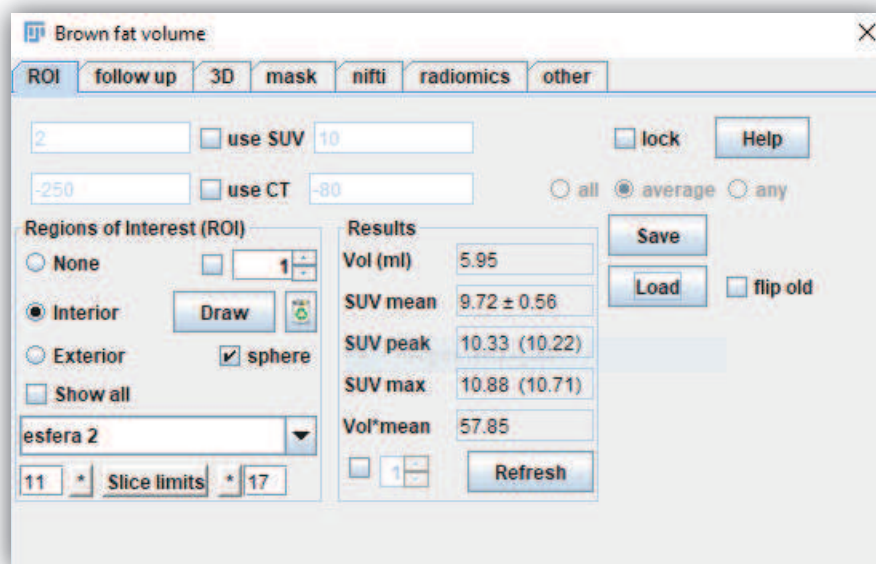 Brown fat volume
ROI follow up 3D mask nifti radiomics other
2 use SUV 10 lock Help
-250 use CT -80 all average any
Regions of Interest (ROI)
None 1
Interior Draw
Exterior sphere
Show all
esfera 2
11 * Slice limits * 17
Results
Vol (ml) 5.95
SUV mean 9.72 ± 0.56
SUV peak 10.33 (10.22)
SUV max 10.88 (10.71)
Vol*mean 57.85
1 Refresh
Save
Load flip old